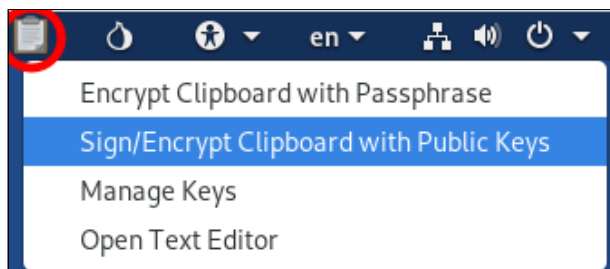 en
Encrypt Clipboard with Passphrase
Sign/Encrypt Clipboard with Public Keys
Manage Keys
Open Text Editor